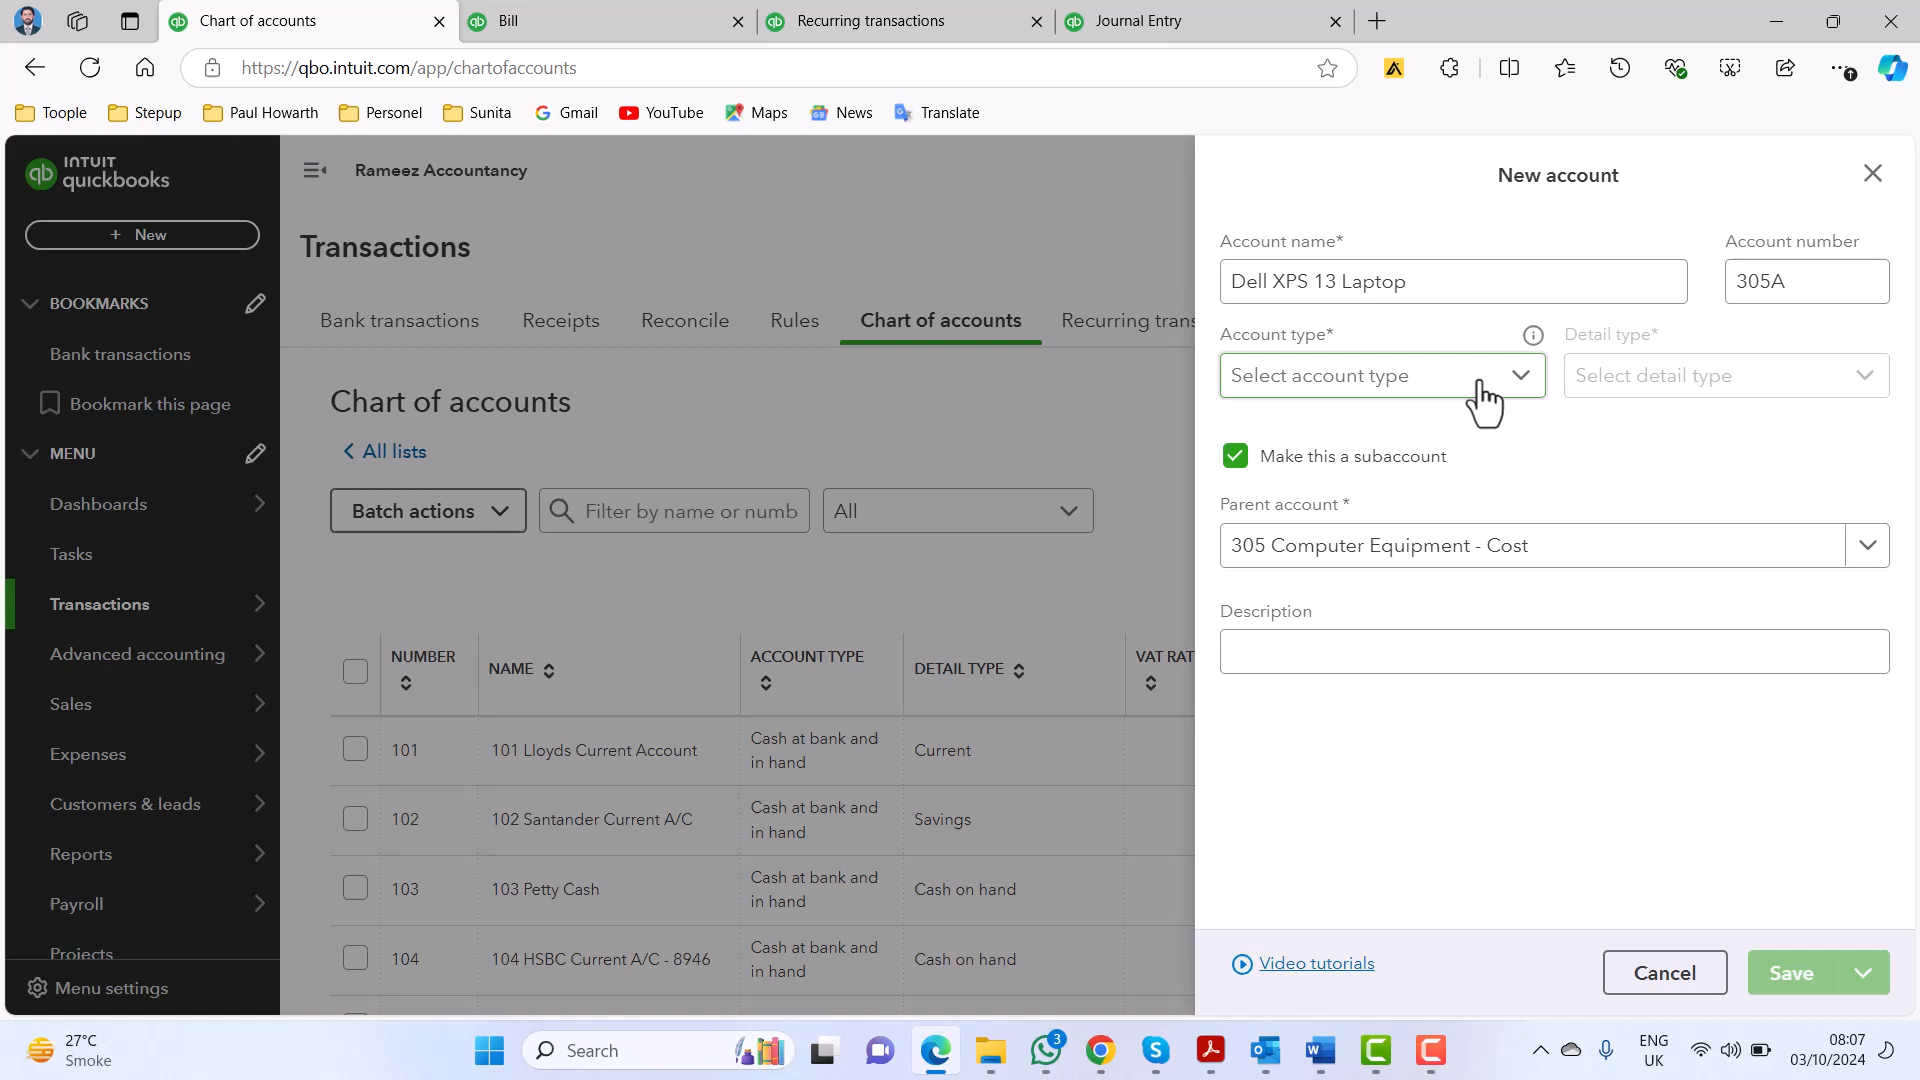 Chart of accounts
Bill
Recurring transactions
Journal Entry
https://qbo.intuit.com/app/chartofaccounts
Toople
Stepup
Paul Howarth
Personel
Sunita
Gmail
YouTube
Maps
News
Translate
INTUIT
quickbooks
+ New
BOOKMARKS
Bank transactions
Bookmark this page
MENU
Dashboards
Tasks
Transactions
Advanced accounting
Sales
Expenses
Customers & leads
Reports
Payroll
Projects
Menu settings
Rameez Accountancy
Transactions
Bank transactions
Receipts
Reconcile
Rules
Chart of accounts
Recurring trans
Chart of accounts
All lists
Batch actions
Filter by name or numb
All
NUMBER
NAME
ACCOUNT TYPE
DETAIL TYPE
VAT RAT
101
101 Lloyds Current Account
Cash at bank and
in hand
Current
102
102 Santander Current A/C
Cash at bank and
in hand
Savings
103
103 Petty Cash
Cash at bank and
in hand
Cash on hand
104
104 HSBC Current A/C - 8946
Cash at bank and
in hand
Cash on hand
New account
Account name*
Account number
Dell XPS 13 Laptop
305A
Account type*
Detail type*
Select account type
Select detail type
Make this a subaccount
Parent account *
305 Computer Equipment - Cost
Description
Video tutorials
Cancel
Save
27°C
Smoke
Search
3
ENG
UK
08:07
03/10/2024